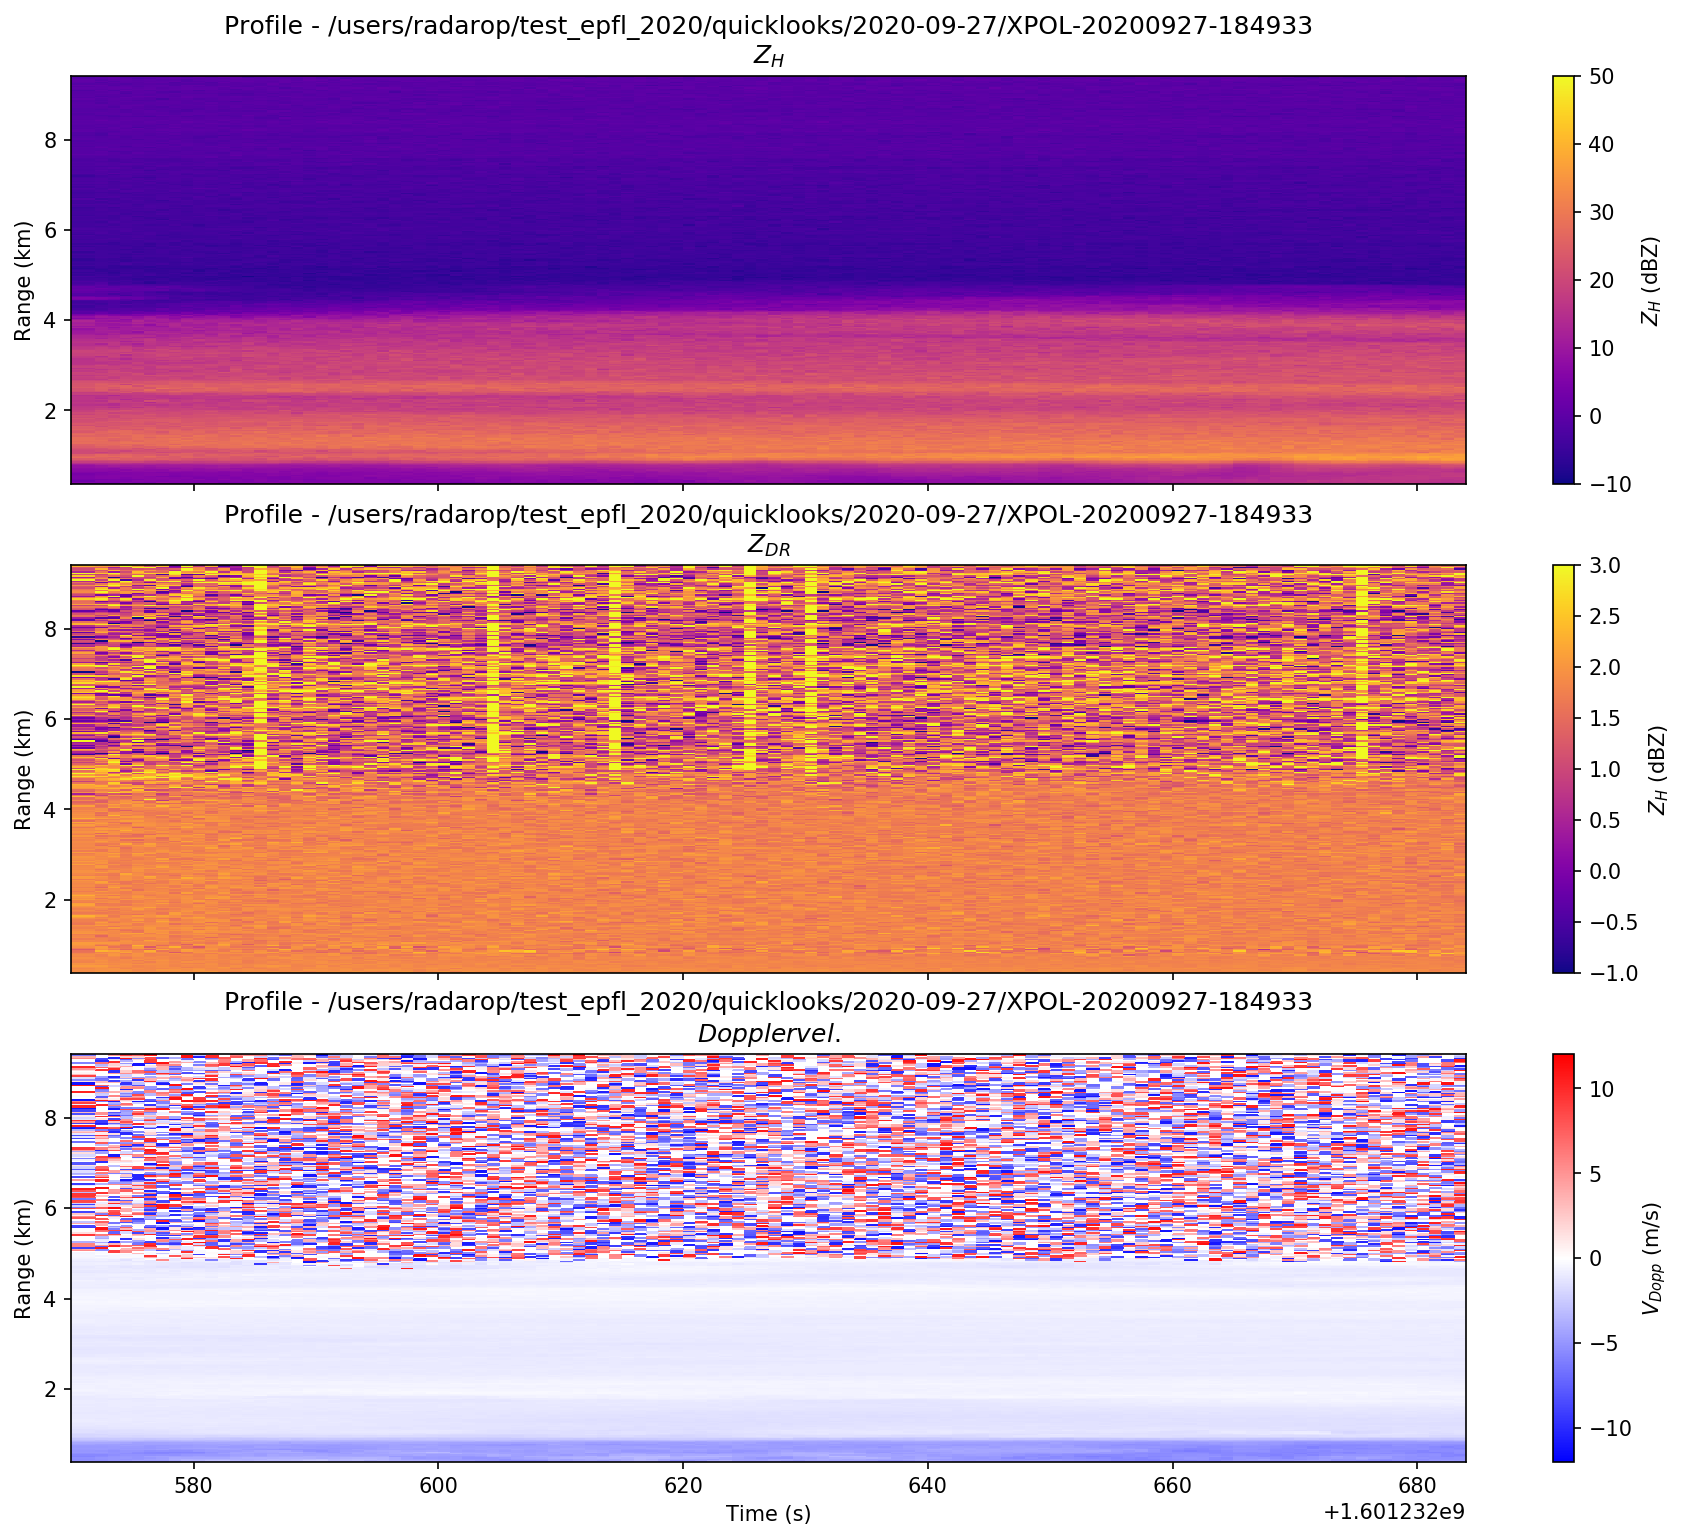 Profile - /users/radarop/test_epfl_2020/quicklooks/2020-09-27/XPOL-20200927-184933
Z_H
Range (km)
8
6
4
2
50
40
30
20
10
0
−10
Z_H (dBZ)
Profile - /users/radarop/test_epfl_2020/quicklooks/2020-09-27/XPOL-20200927-184933
Z_DR
Range (km)
8
6
4
2
3.0
2.5
2.0
1.5
1.0
0.5
0.0
−0.5
−1.0
Z_H (dBZ)
Profile - /users/radarop/test_epfl_2020/quicklooks/2020-09-27/XPOL-20200927-184933
Dopplervel.
Range (km)
8
6
4
2
10
5
0
−5
−10
V_Dopp (m/s)
580 600 620 640 660 680
Time (s)
+1.601232e9